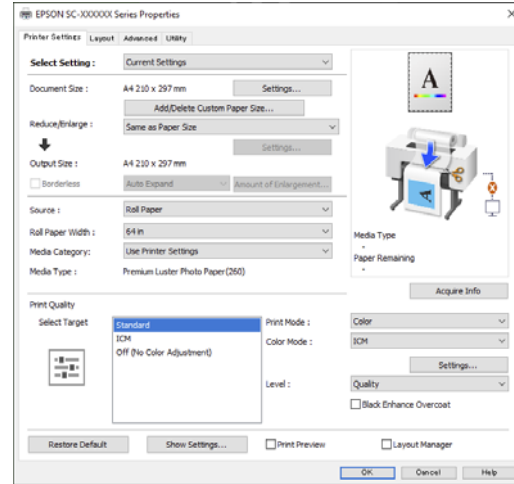 EPSON SC-XXXXXX Series Properties
Printer Settings Layout Advanced Utility
Select Setting : Current Settings
Document Size : A4 210 x 297 mm Settings...
Add/Delete Custom Paper Size...
Reduce/Enlarge : Same as Paper Size
Settings...
Output Size : A4 210 x 297 mm
Borderless Auto Expand Amount of Enlargement...
Source : Roll Paper
Roll Paper Width : 64 in
Media Category: Use Printer Settings
Media Type : Premium Luster Photo Paper(260)
A
A
Media Type
-
Paper Remaining
-
Acquire Info
Print Quality
Select Target
Standard
ICM
Off (No Color Adjustment)
Print Mode : Color
Color Mode : ICM
Settings...
Level : Quality
Black Enhance Overcoat
Restore Default Show Settings... Print Preview Layout Manager
OK Cancel Help